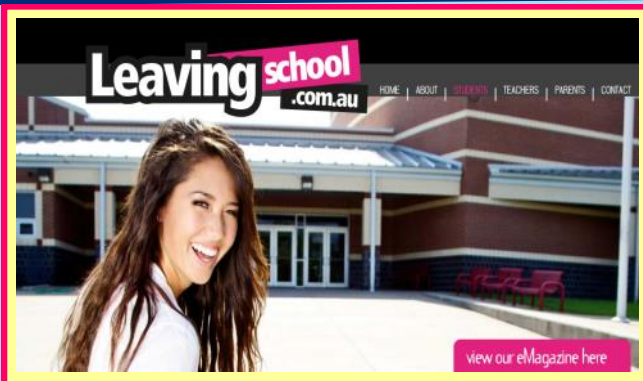 Leaving school
.com.au
HOME | ABOUT | STUDENTS | TEACHERS | PARENTS | CONTACT
view our eMagazine here